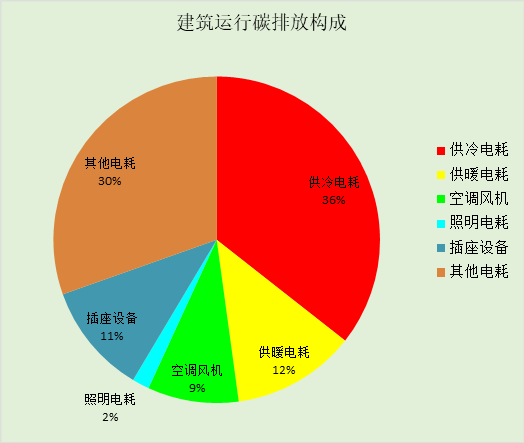 建筑运行碳排放构成
其他电耗
30%
供冷电耗
36%
插座设备
11%
照明电耗
2%
空调风机
9%
供暖电耗
12%
供冷电耗
供暖电耗
空调风机
照明电耗
插座设备
其他电耗